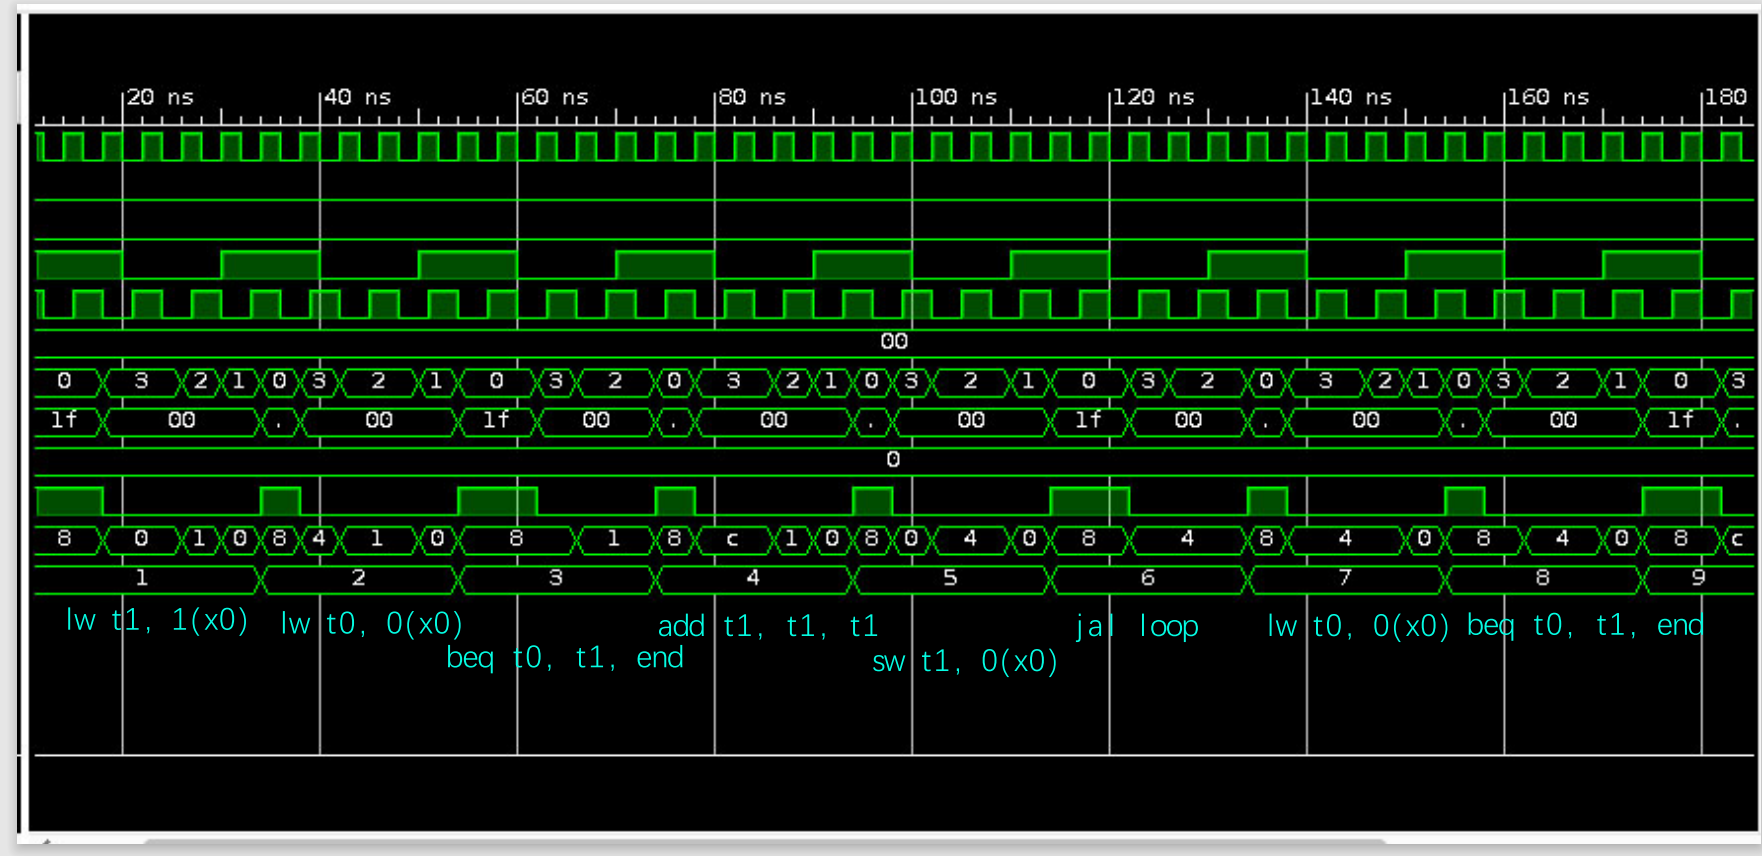 20 ns 40 ns 60 ns 80 ns 100 ns 120 ns 140 ns 160 ns 180
00
0 3 2 1 0 3 2 1 0 3 2 0 3 2 1 0 3 2 1 0 3 2 0 3 2 1 0 3 2 1 0 3
1f 00 . 00 1f 00 . 00 . 00 1f 00 . 00 . 00 1f .
0
8 0 1 0 8 4 1 0 8 1 8 c 1 0 8 0 4 0 8 4 8 4 0 8 4 0 8 c
1 2 3 4 5 6 7 8 9
lw t1, 1(x0) lw t0, 0(x0) add t1, t1, t1 jal loop lw t0, 0(x0) beq t0, t1, end
beq t0, t1, end sw t1, 0(x0)